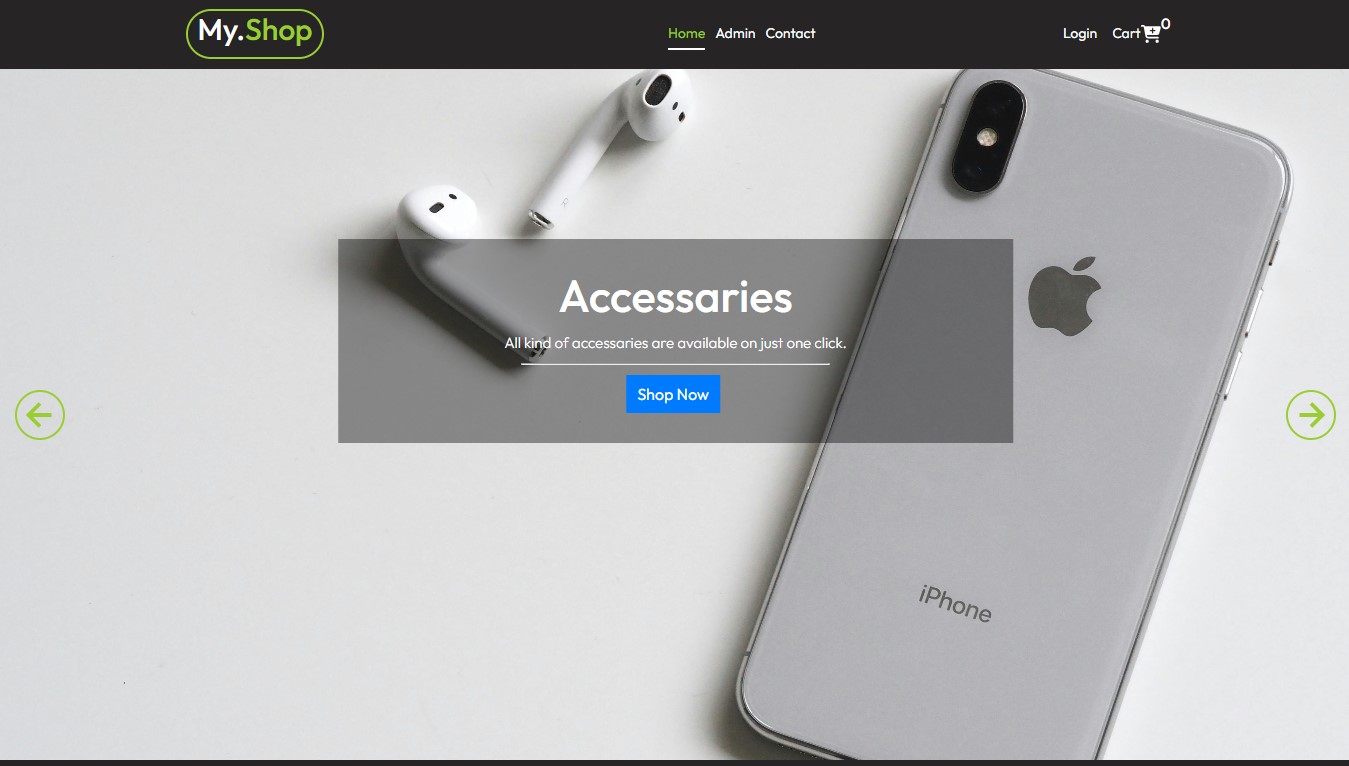 My.Shop
Home Admin Contact
Login Cart 0
Accessaries
All kind of accessaries are available on just one click.
Shop Now
iPhone